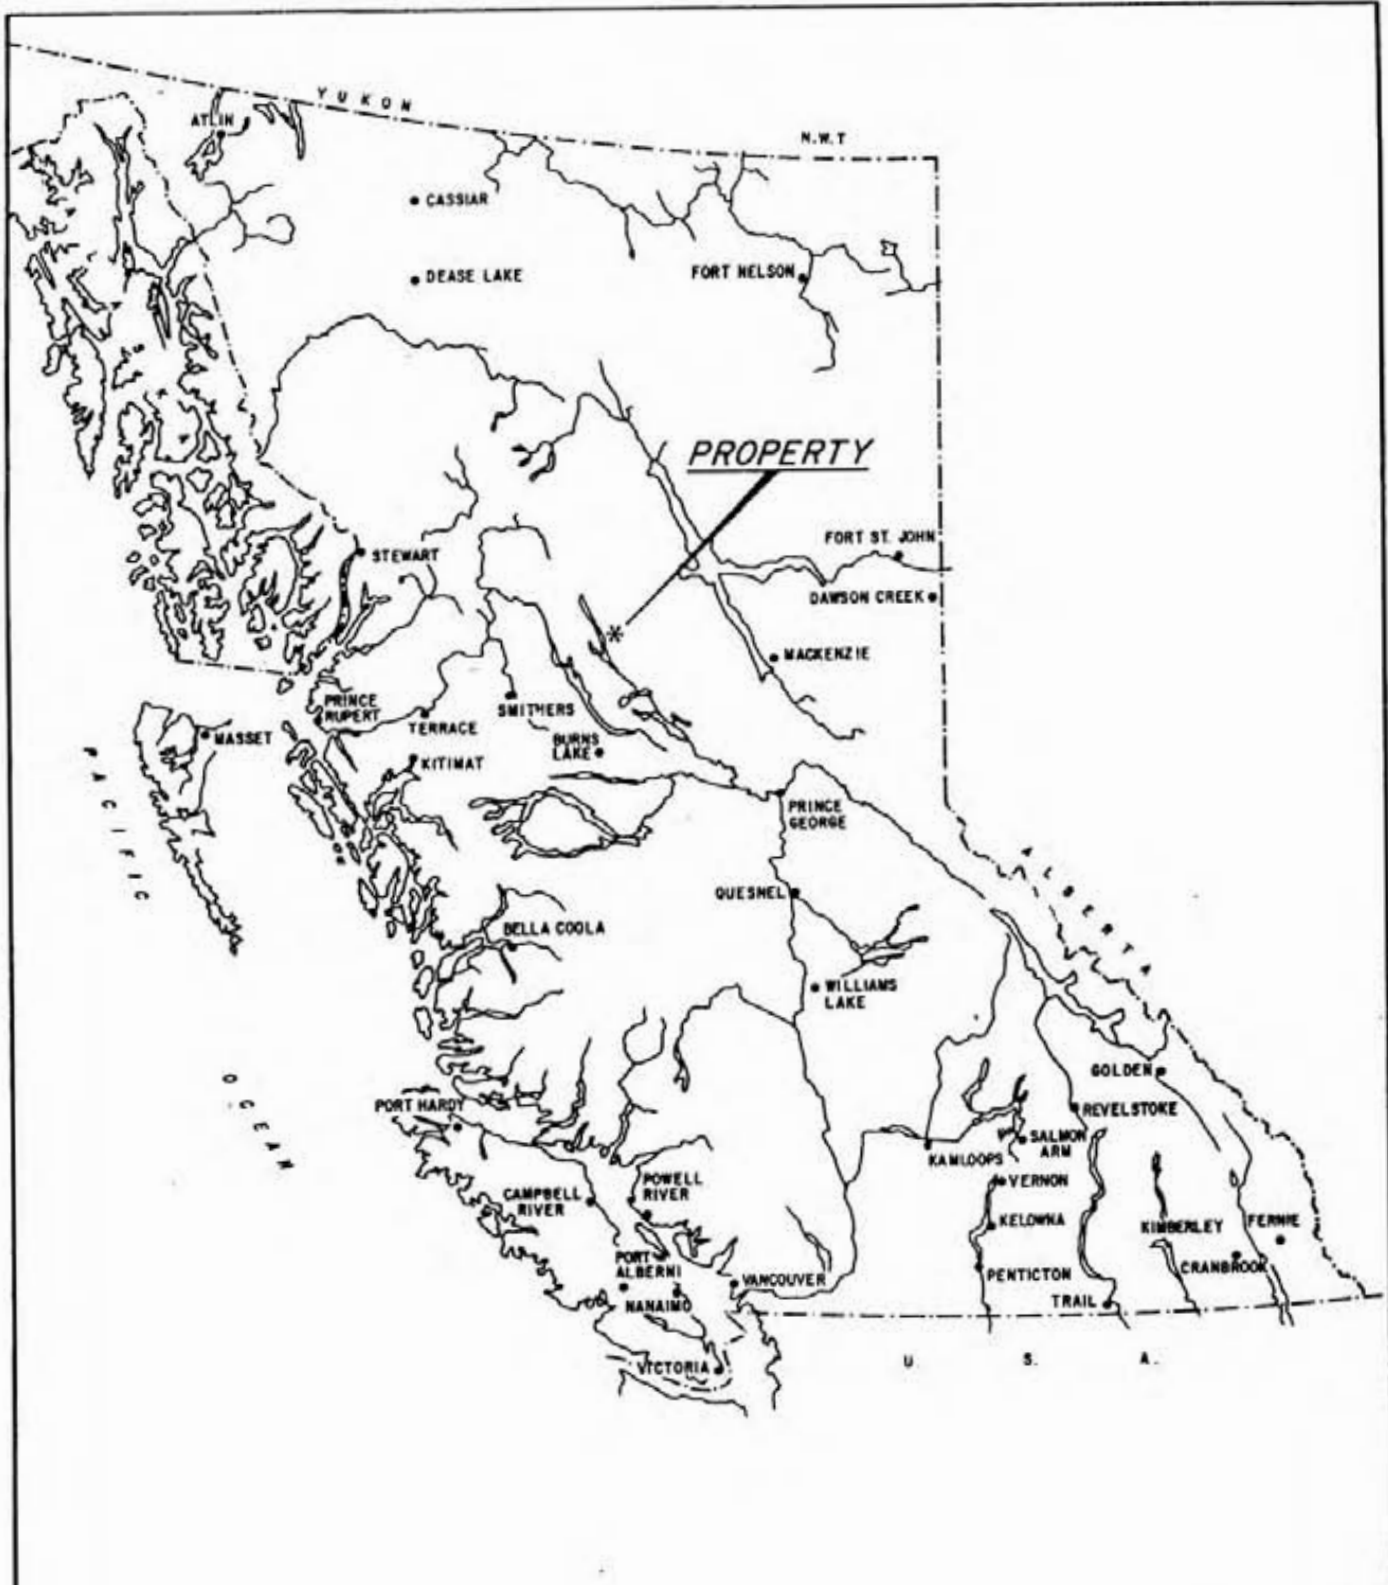 YUKON
ATLIN
N.W.T
CASSIAR
DEASE LAKE
FORT NELSON
ALASKA
PROPERTY
FORT ST. JOHN
STEWART
DAWSON CREEK
MACKENZIE
PRINCE
RUPERT
SMITHERS
TERRACE
MASSET
BURNS
LAKE
KITIMAT
PACIFIC
PRINCE
GEORGE
ALBERTA
QUESNEL
BELLA COOLA
WILLIAMS
LAKE
GOLDEN
OCEAN
PORT HARDY
REVELSTOKE
SALMON
ARM
KAMLOOPS
POWELL
RIVER
VERNON
CAMPBELL
RIVER
KELOWNA
KIMBERLEY
FERNIE
PORT
ALBERNI
PENTICTON
CRANBROOK
VANCOUVER
NANAIMO
TRAIL
VICTORIA
U. S. A.